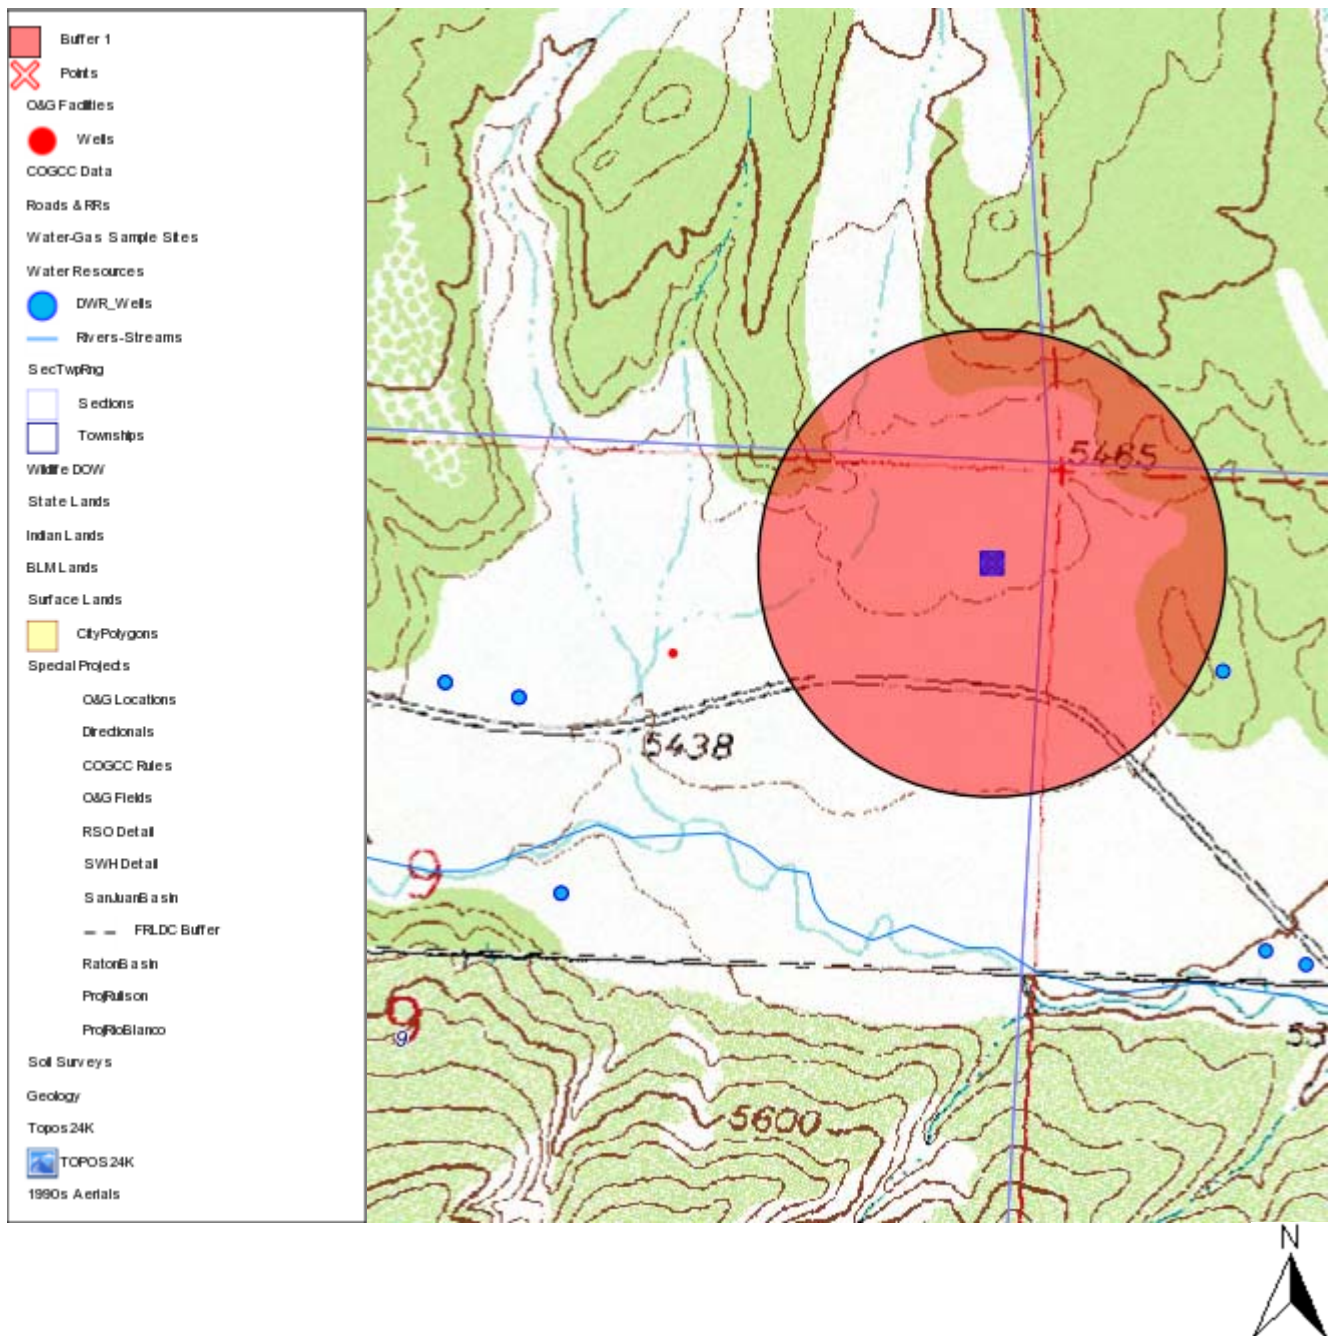 Buffer 1
Points
O&G Facilities
Wells
COGCC Data
Roads & RRs
Water-Gas Sample Sites
Water Resources
DWR_Wells
Rivers-Streams
SecTwpRng
Sections
Townships
Wildlife DOW
State Lands
Indian Lands
BLM Lands
Surface Lands
CityPolygons
Special Projects
O&G Locations
Directionals
COGCC Rules
O&G Fields
RSO Detail
SWH Detail
SanJuanBasin
FRLDC Buffer
RatonBasin
ProjRulison
ProjRioBlanco
Soil Surveys
Geology
Topos24K
TOPOS24K
1990s Aerials
5465
5438
9
9
9
5600
53
N